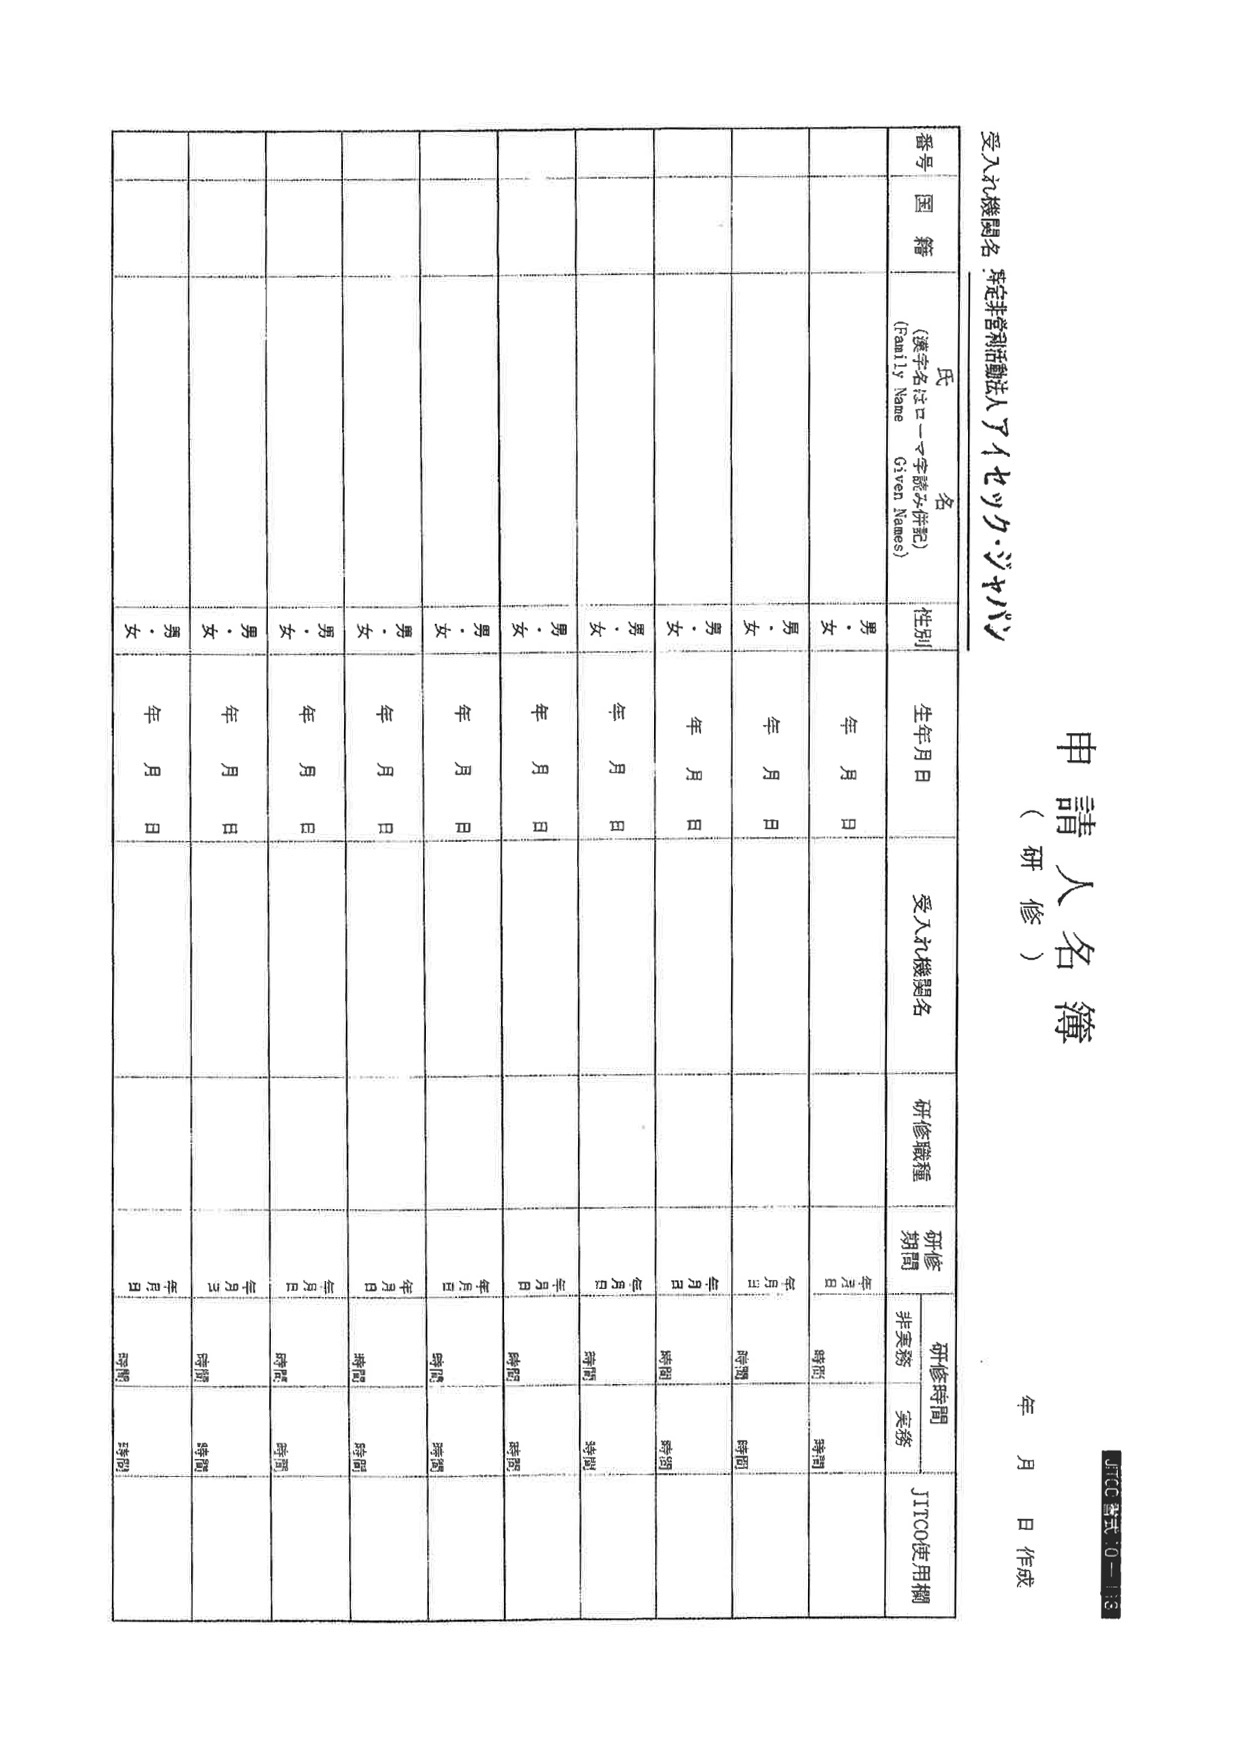 申請人名簿
（研修）
年 月 日 作成
受入れ機関名 特定非営利活動法人 アイセック・ジャパン
番号 国籍 氏名 性別 生年月日 受入れ機関名 研修職種 研修期間 研修時間 JITCO使用欄
（漢字名はローマ字読み併記）
（Family Name Given Names）
非実務 実務
男・女 年 月 日 年月日 時間 時間
男・女 年 月 日 年月日 時間 時間
男・女 年 月 日 年月日 時間 時間
男・女 年 月 日 年月日 時間 時間
男・女 年 月 日 年月日 時間 時間
男・女 年 月 日 年月日 時間 時間
男・女 年 月 日 年月日 時間 時間
男・女 年 月 日 年月日 時間 時間
男・女 年 月 日 年月日 時間 時間
男・女 年 月 日 年月日 時間 時間